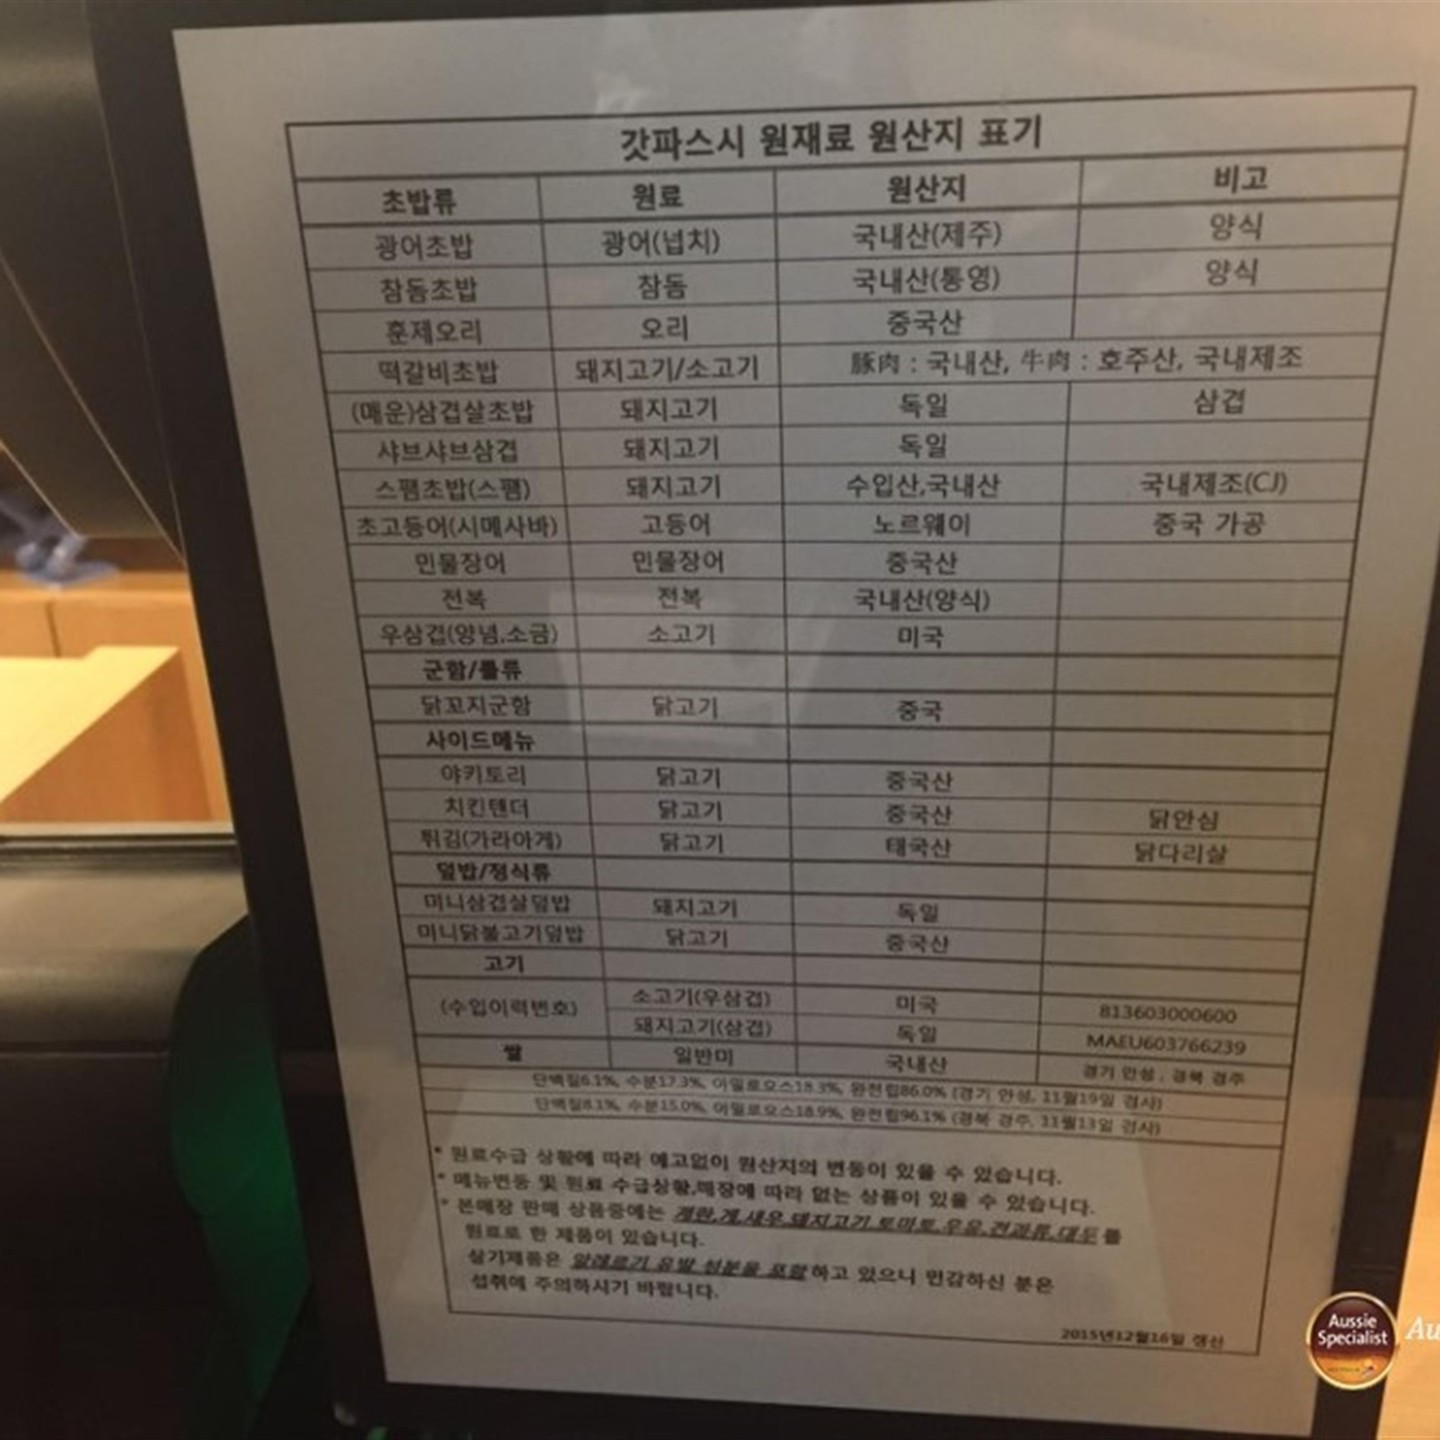 갓파스시 원재료 원산지 표기
초밥류 원료 원산지 비고
광어초밥 광어(넙치) 국내산(제주) 양식
참돔초밥 참돔 국내산(통영) 양식
훈제오리 오리 중국산
떡갈비초밥 돼지고기/소고기 豚肉 : 국내산, 牛肉 : 호주산, 국내제조
(매운)삼겹살초밥 돼지고기 독일 삼겹
샤브샤브삼겹 돼지고기 독일
스팸초밥(스팸) 돼지고기 수입산,국내산 국내제조(CJ)
초고등어(시메사바) 고등어 노르웨이 중국 가공
민물장어 민물장어 중국산
전복 전복 국내산(양식)
우삼겹(양념,소금) 소고기 미국
군함/롤류
닭꼬지군함 닭고기 중국
사이드메뉴
야키토리 닭고기 중국산
치킨텐더 닭고기 중국산 닭안심
튀김(가라아게) 닭고기 태국산 닭다리살
덮밥/정식류
미니삼겹살덮밥 돼지고기 독일
미니닭불고기덮밥 닭고기 중국산
고기
(수입이력번호) 소고기(우삼겹) 미국 813603000600
돼지고기(삼겹) 독일 MAEU603766239
쌀 일반미 국내산 경기 안성 , 경북 경주
단백질6.1%, 수분17.3%, 아밀로오스18.3%, 완전립86.0% (경기 안성, 11월19일 검사)
단백질8.1%, 수분15.0%, 아밀로오스18.9%, 완전립96.1% (경북 경주, 11월13일 검사)
* 원료수급 상황에 따라 예고없이 원산지의 변동이 있을 수 있습니다.
* 메뉴변동 및 원료 수급상황,매장에 따라 없는 상품이 있을 수 있습니다.
* 본매장 판매 상품중에는 계란,게,새우,돼지고기,토마토,우유,견과류,대두를
원료로 한 제품이 있습니다.
상기제품은 알레르기 유발 성분을 포함하고 있으니 민감하신 분은
섭취에 주의하시기 바랍니다.
2015년12월16일 갱신
Aussie
Specialist
Au